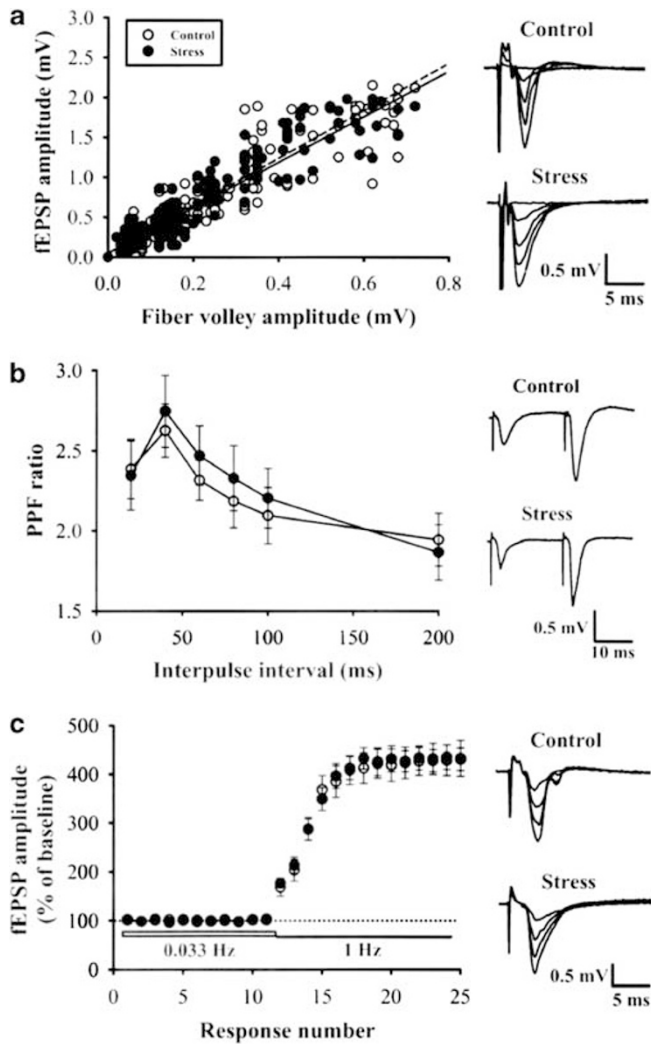 a
fEPSP amplitude (mV)
3.0
2.5
2.0
1.5
1.0
0.5
0.0
Control
Stress
0.0 0.2 0.4 0.6 0.8
Fiber volley amplitude (mV)
Control
Stress
0.5 mV
5 ms
b
PPF ratio
3.0
2.5
2.0
1.5
0 50 100 150 200
Interpulse interval (ms)
Control
Stress
0.5 mV
10 ms
c
fEPSP amplitude
(% of baseline)
500
400
300
200
100
0
0.033 Hz 1 Hz
0 5 10 15 20 25
Response number
Control
Stress
0.5 mV
5 ms